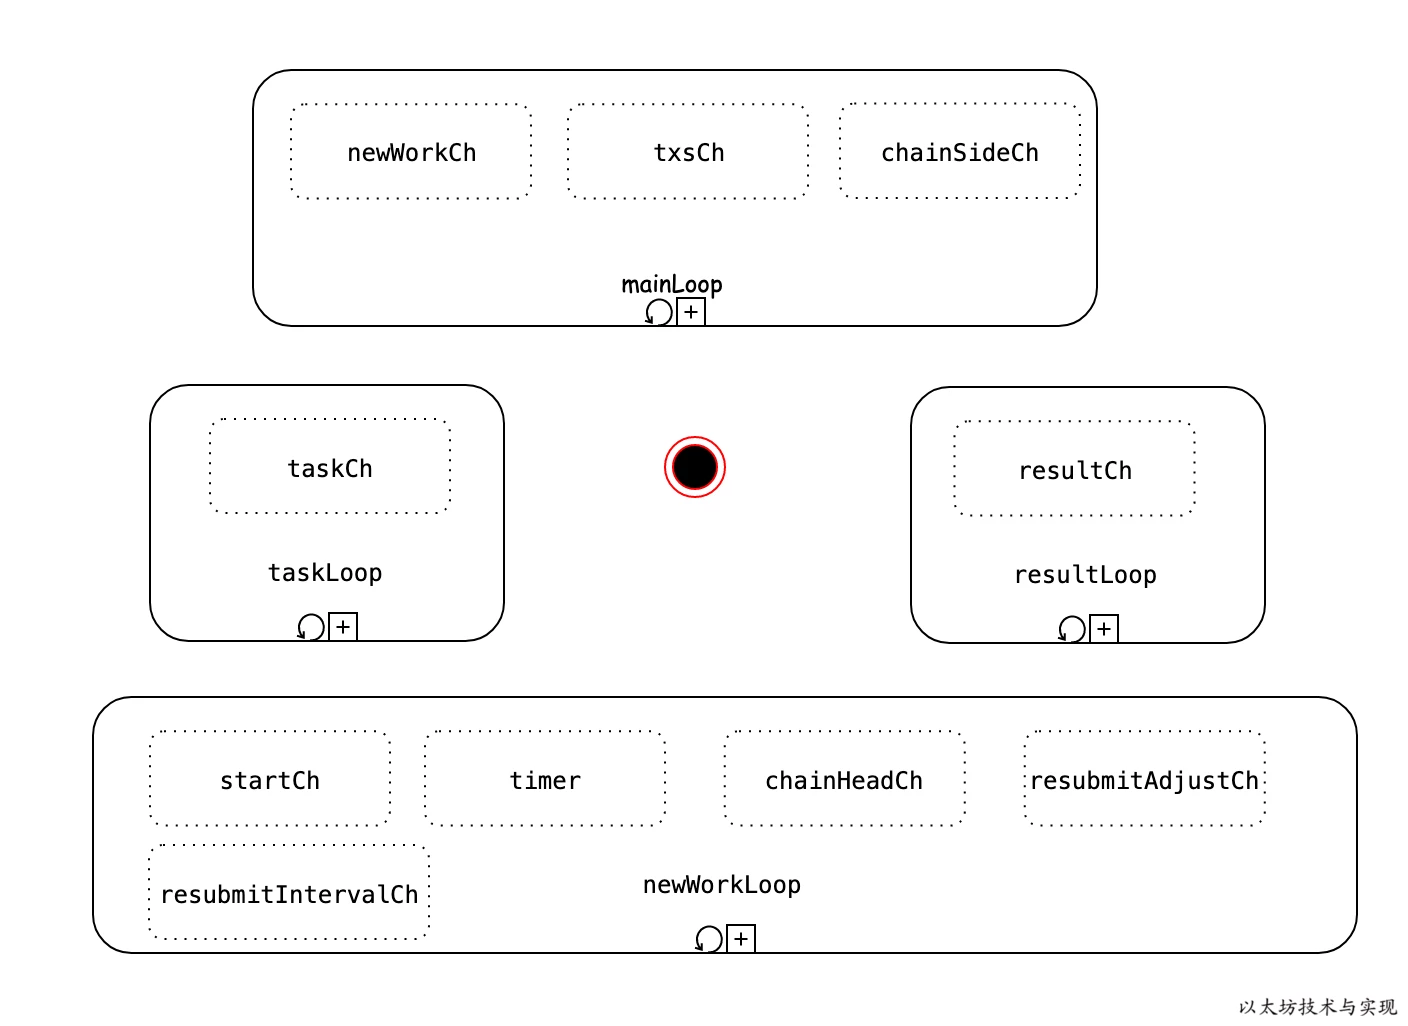 newWorkCh
txsCh
chainSideCh
mainLoop
taskCh
taskLoop
resultCh
resultLoop
startCh
timer
chainHeadCh
resubmitAdjustCh
resubmitIntervalCh
newWorkLoop
以太坊技术与实现